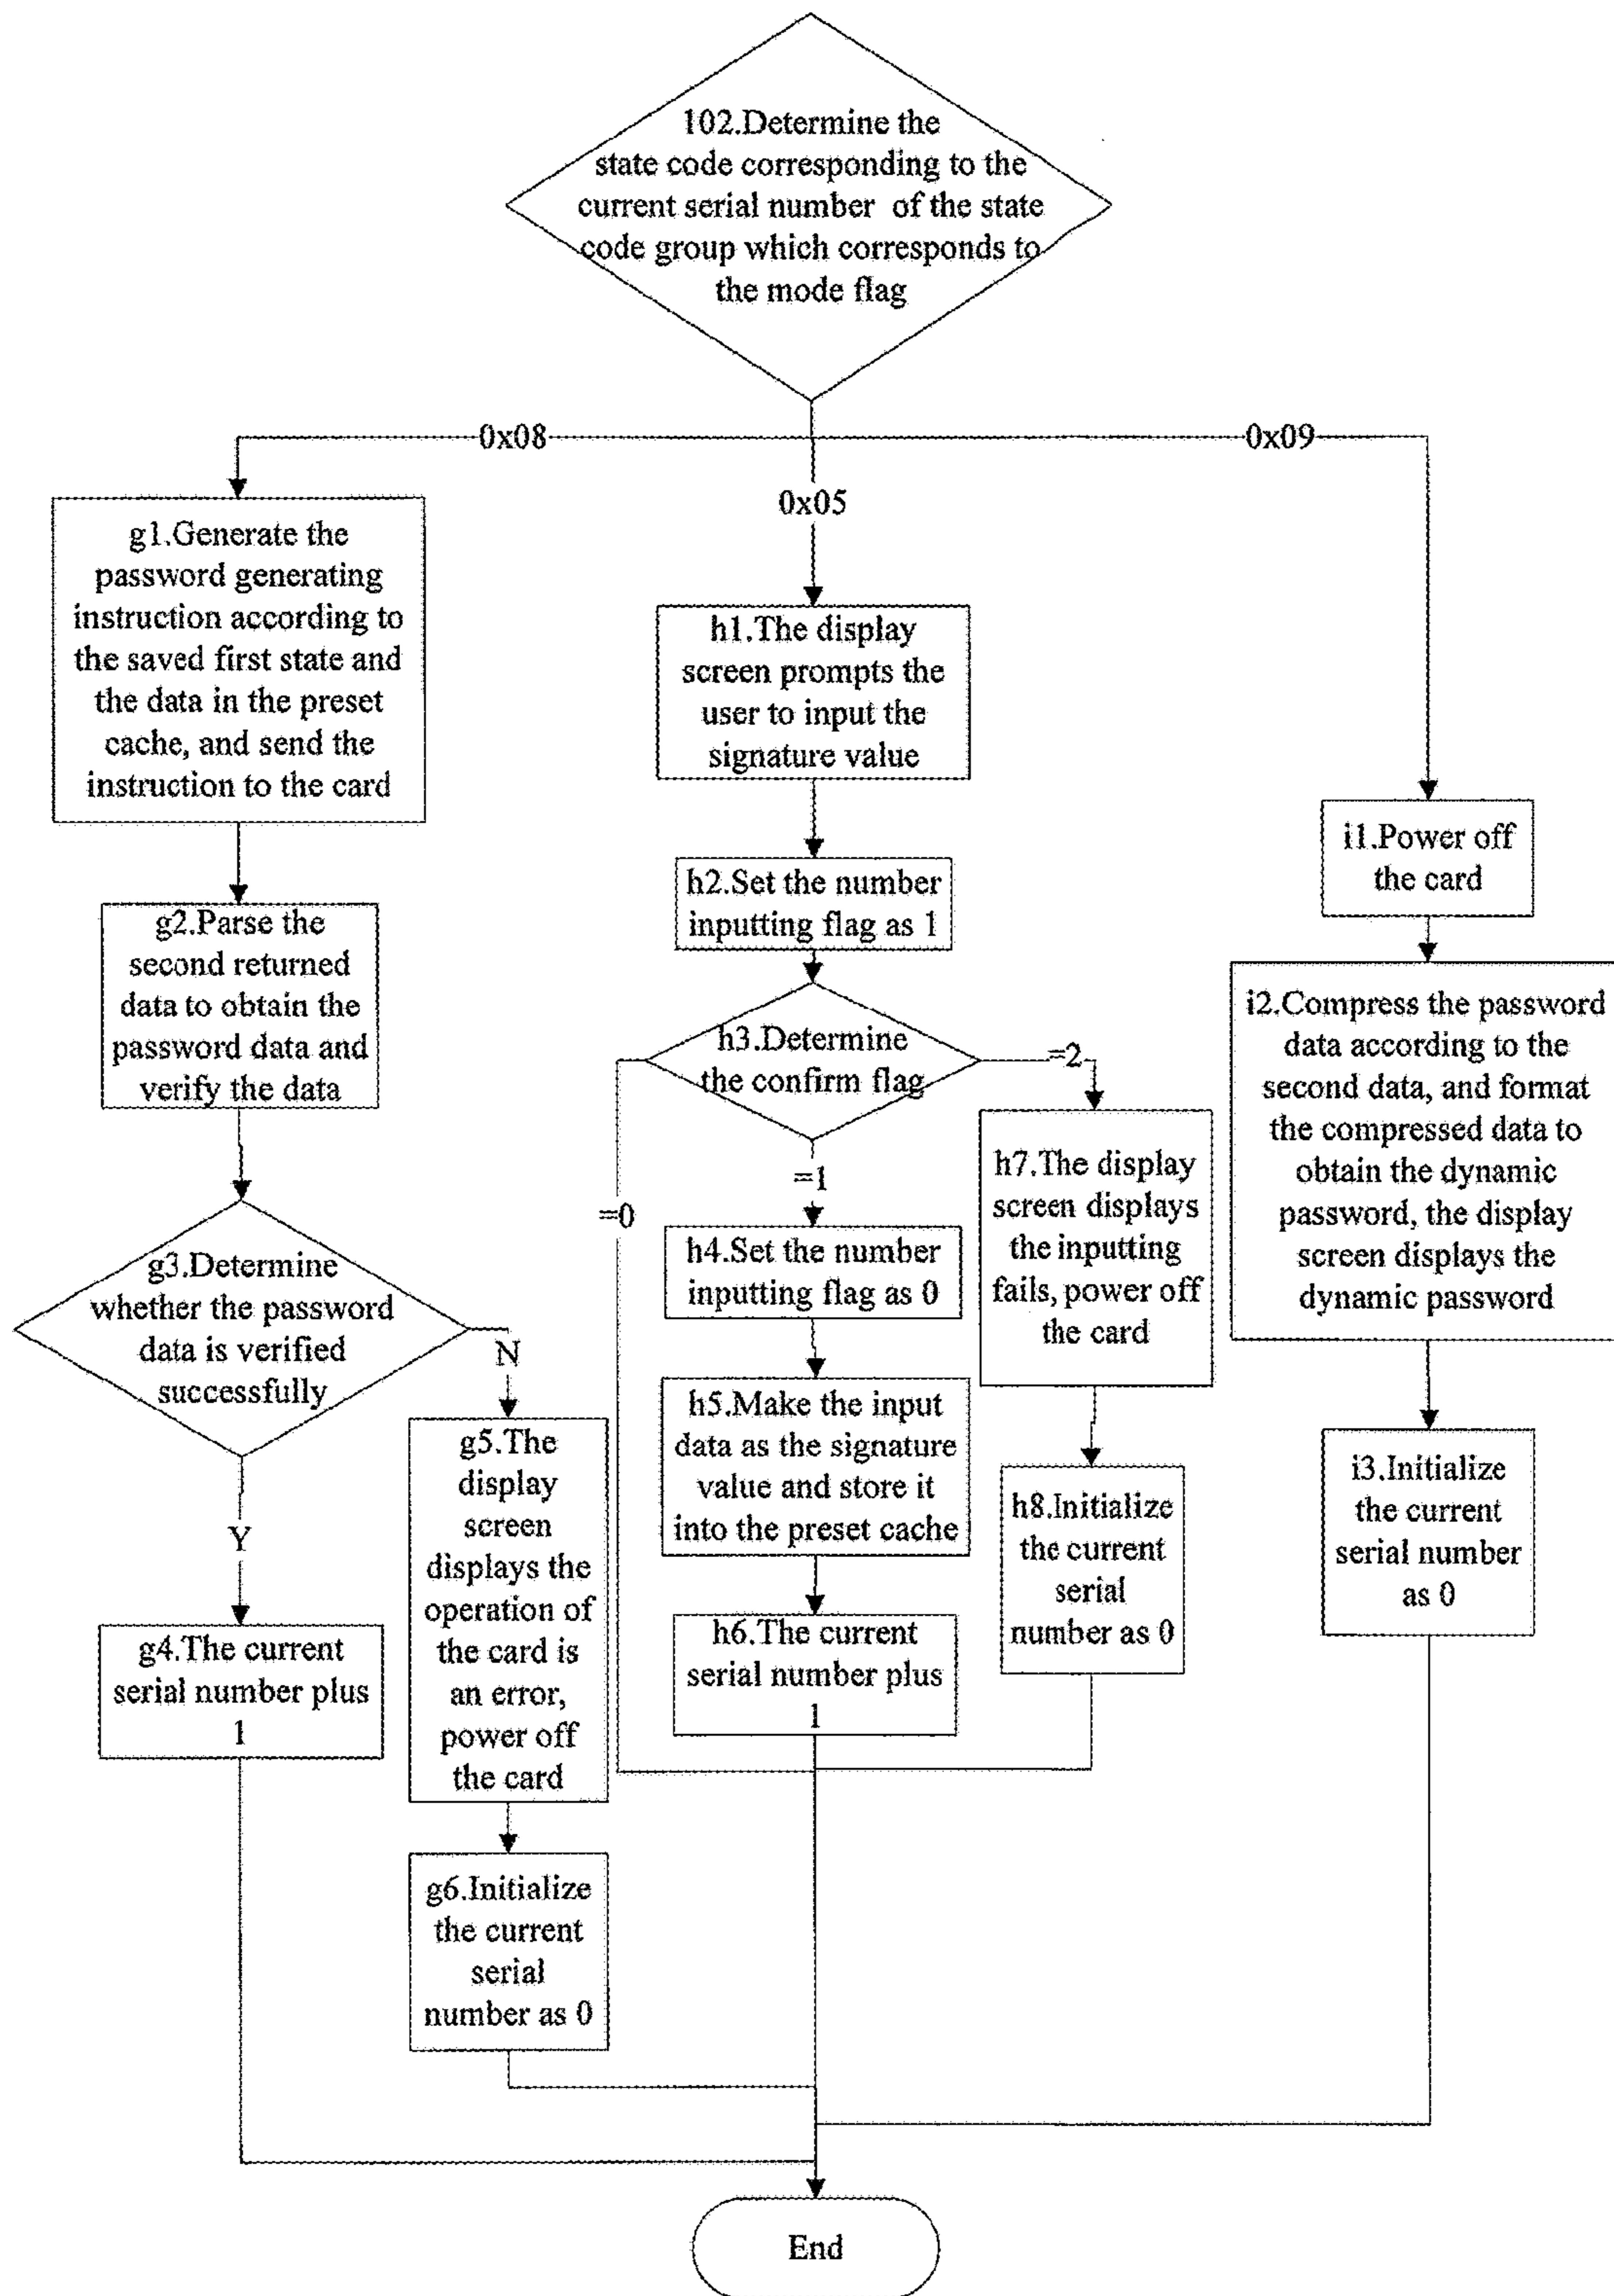 102.Determine the
state code corresponding to the
current serial number of the state
code group which corresponds to
the mode flag
0x08
0x05
0x09
g1.Generate the
password generating
instruction according to
the saved first state and
the data in the preset
cache, and send the
instruction to the card
g2.Parse the
second returned
data to obtain the
password data and
verify the data
g3.Determine
whether the password
data is verified
successfully
N
Y
g4.The current
serial number plus
1
g5.The
display
screen
displays the
operation of
the card is
an error,
power off
the card
g6.Initialize
the current
serial
number as 0
h1.The display
screen prompts the
user to input the
signature value
h2.Set the number
inputting flag as 1
h3.Determine
the confirm flag
=2
=1
=0
h4.Set the number
inputting flag as 0
h5.Make the input
data as the signature
value and store it
into the preset cache
h6.The current
serial number plus
1
h7.The display
screen displays
the inputting
fails, power off
the card
h8.Initialize
the current
serial
number as 0
i1.Power off
the card
i2.Compress the password
data according to the
second data, and format
the compressed data to
obtain the dynamic
password, the display
screen displays the
dynamic password
i3.Initialize
the current
serial number
as 0
End